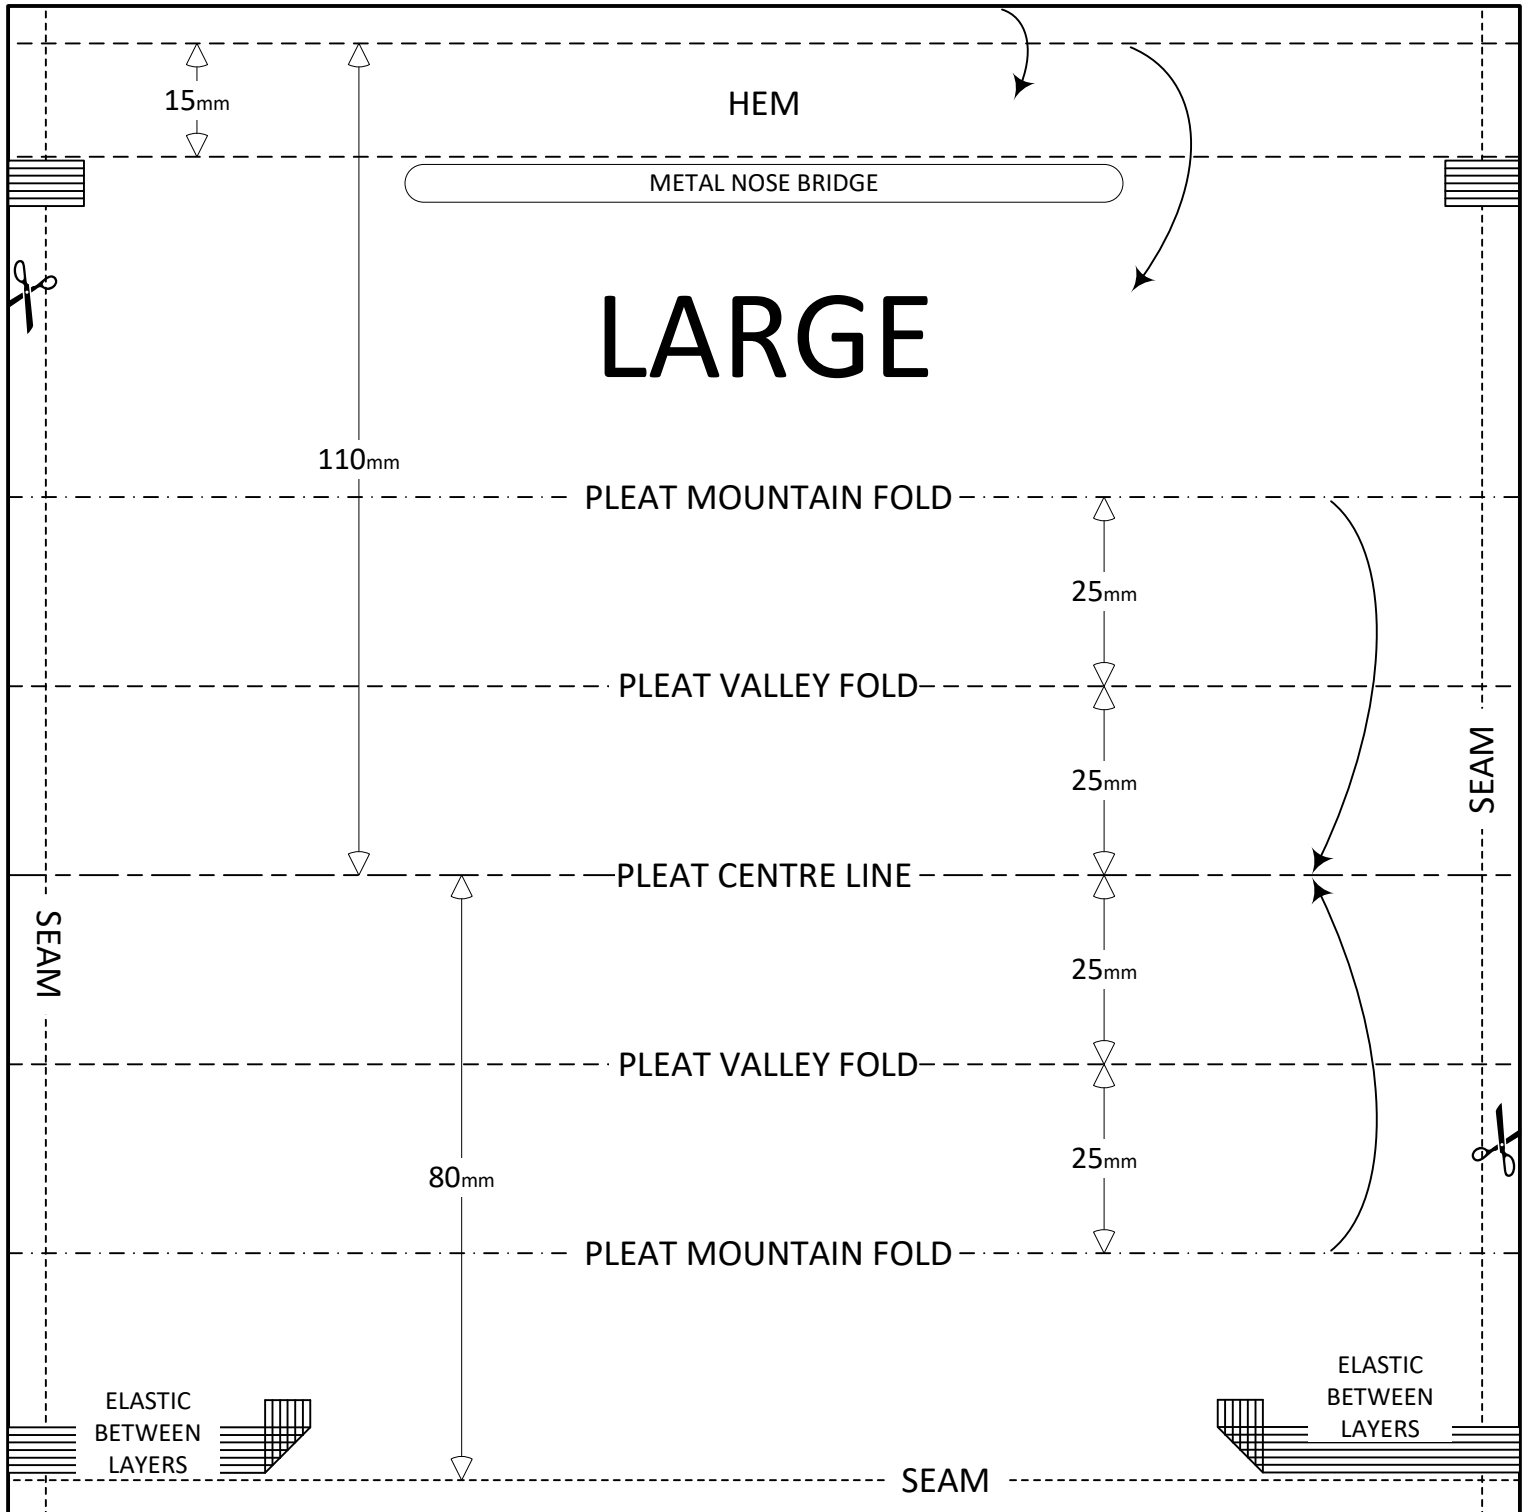 15mm
HEM
METAL NOSE BRIDGE
LARGE
110mm
PLEAT MOUNTAIN FOLD
25mm
PLEAT VALLEY FOLD
25mm
SEAM
PLEAT CENTRE LINE
SEAM
25mm
PLEAT VALLEY FOLD
25mm
80mm
PLEAT MOUNTAIN FOLD
ELASTIC
BETWEEN
LAYERS
ELASTIC
BETWEEN
LAYERS
SEAM